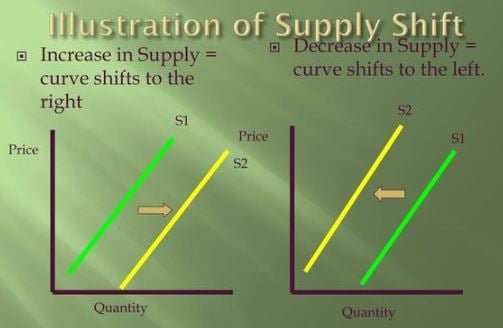 Illustration of Supply Shift
Increase in Supply =
curve shifts to the
right
Decrease in Supply =
curve shifts to the left.
S1
Price
S2
Quantity
S2
Price
S1
Quantity